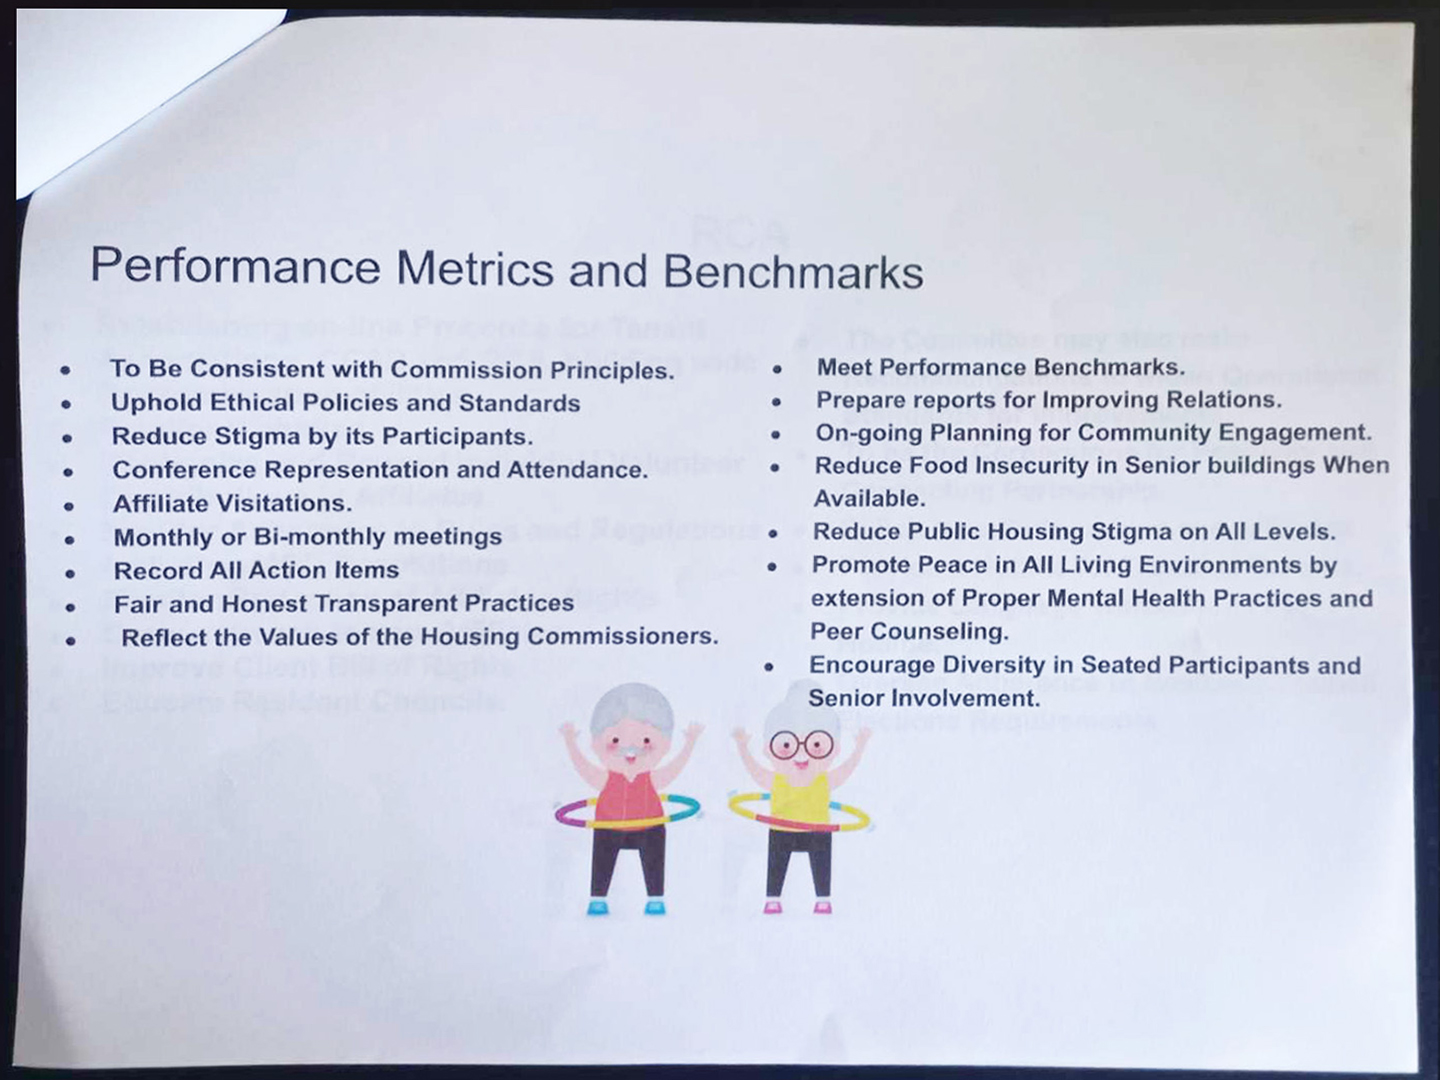 RCA
Performance Metrics and Benchmarks
• To Be Consistent with Commission Principles.
• Uphold Ethical Policies and Standards
• Reduce Stigma by its Participants.
• Conference Representation and Attendance.
• Affiliate Visitations.
• Monthly or Bi-monthly meetings
• Record All Action Items
• Fair and Honest Transparent Practices
• Reflect the Values of the Housing Commissioners.
• Meet Performance Benchmarks.
• Prepare reports for Improving Relations.
• On-going Planning for Community Engagement.
• Reduce Food Insecurity in Senior buildings When
Available.
• Reduce Public Housing Stigma on All Levels.
• Promote Peace in All Living Environments by
extension of Proper Mental Health Practices and
Peer Counseling.
• Encourage Diversity in Seated Participants and
Senior Involvement.